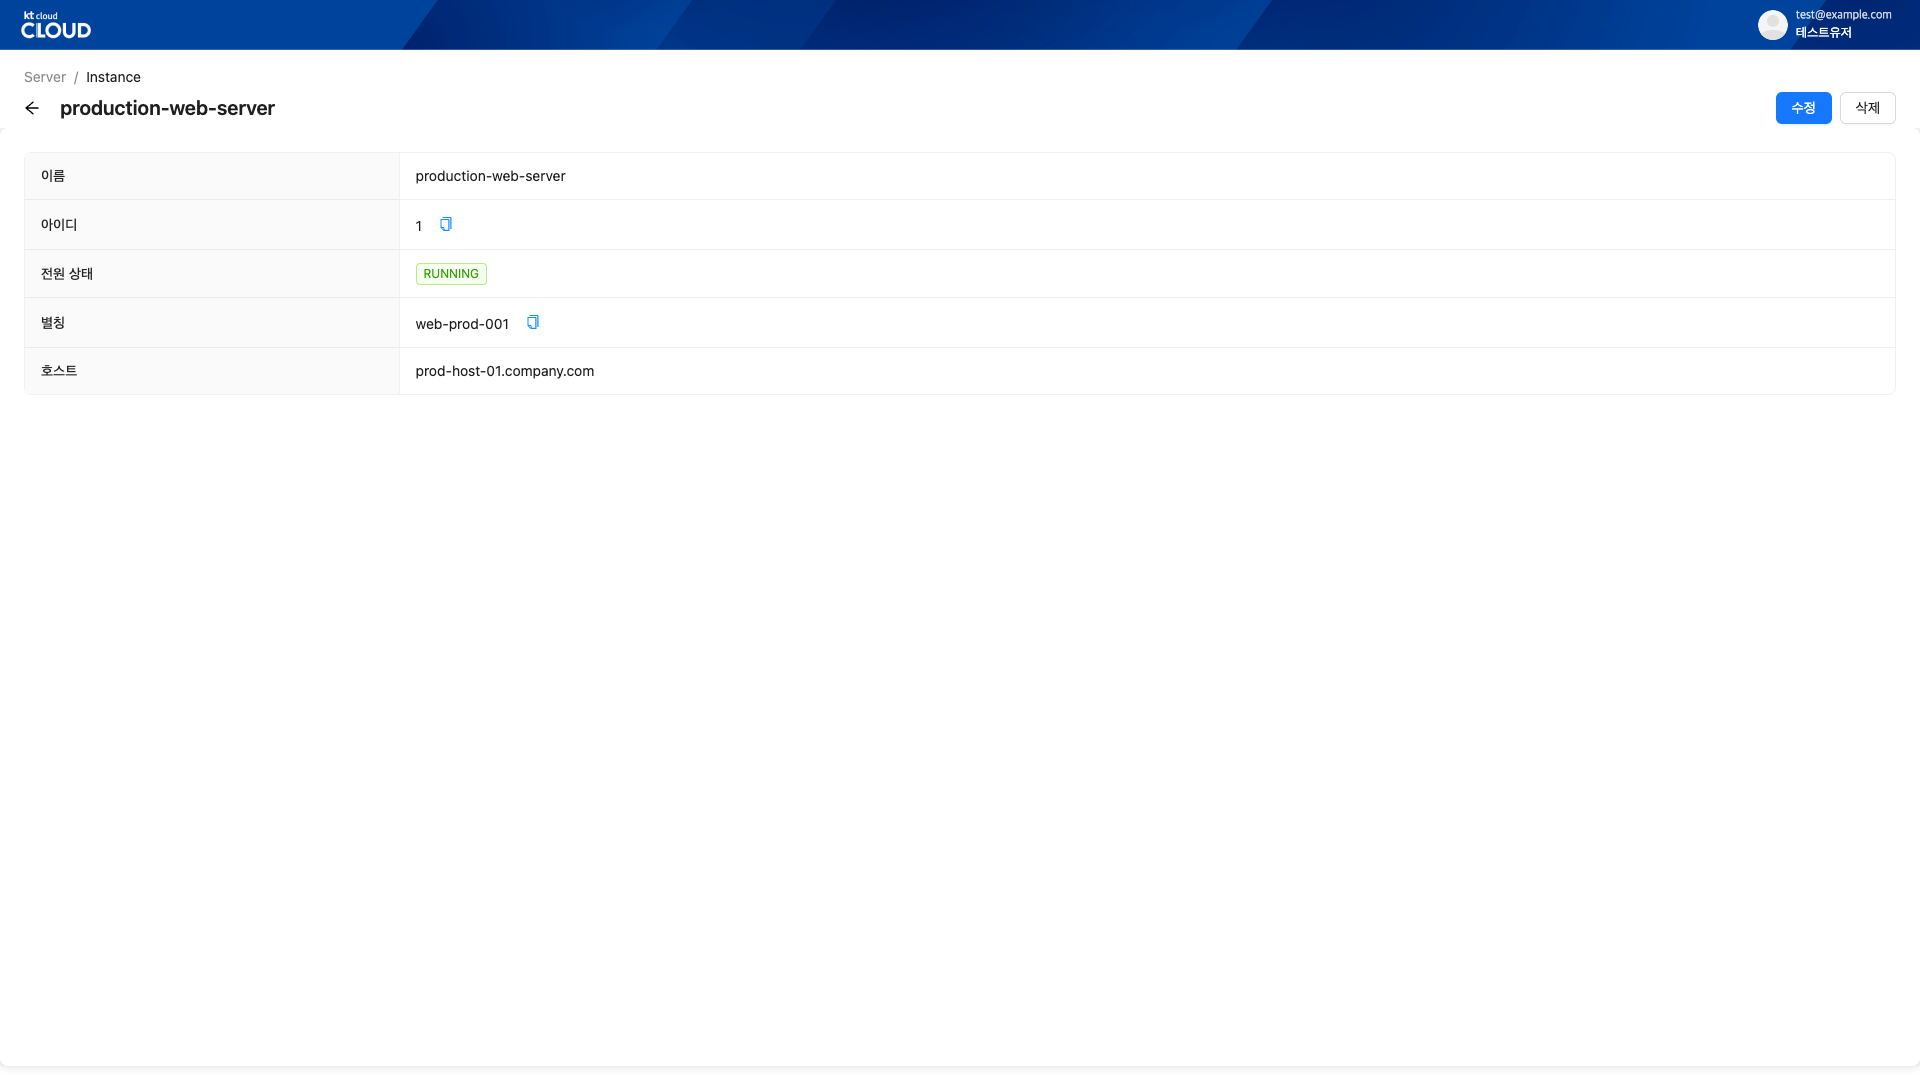 kt cloud
CLOUD
test@example.com
테스트유저
Server / Instance
production-web-server
수정
삭제
이름
production-web-server
아이디
1
전원 상태
RUNNING
별칭
web-prod-001
호스트
prod-host-01.company.com